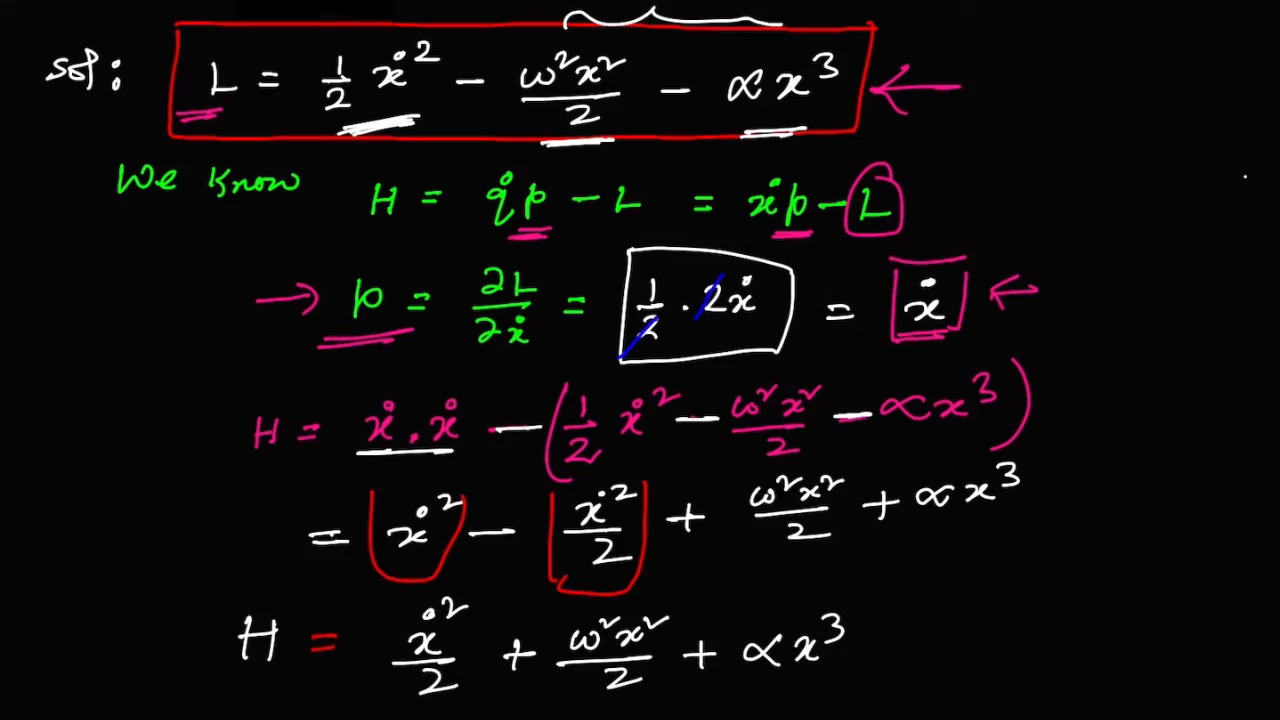 sol: L = 1/2 ẋ² - ω²x²/2 - αx³
We know H = q̇p - L = ẋp - L
p = ∂L/∂ẋ = 1/2 · 2ẋ = ẋ
H = ẋ . ẋ - (1/2 ẋ² - ω²x²/2 - αx³)
= ẋ² - ẋ²/2 + ω²x²/2 + αx³
H = ẋ²/2 + ω²x²/2 + αx³